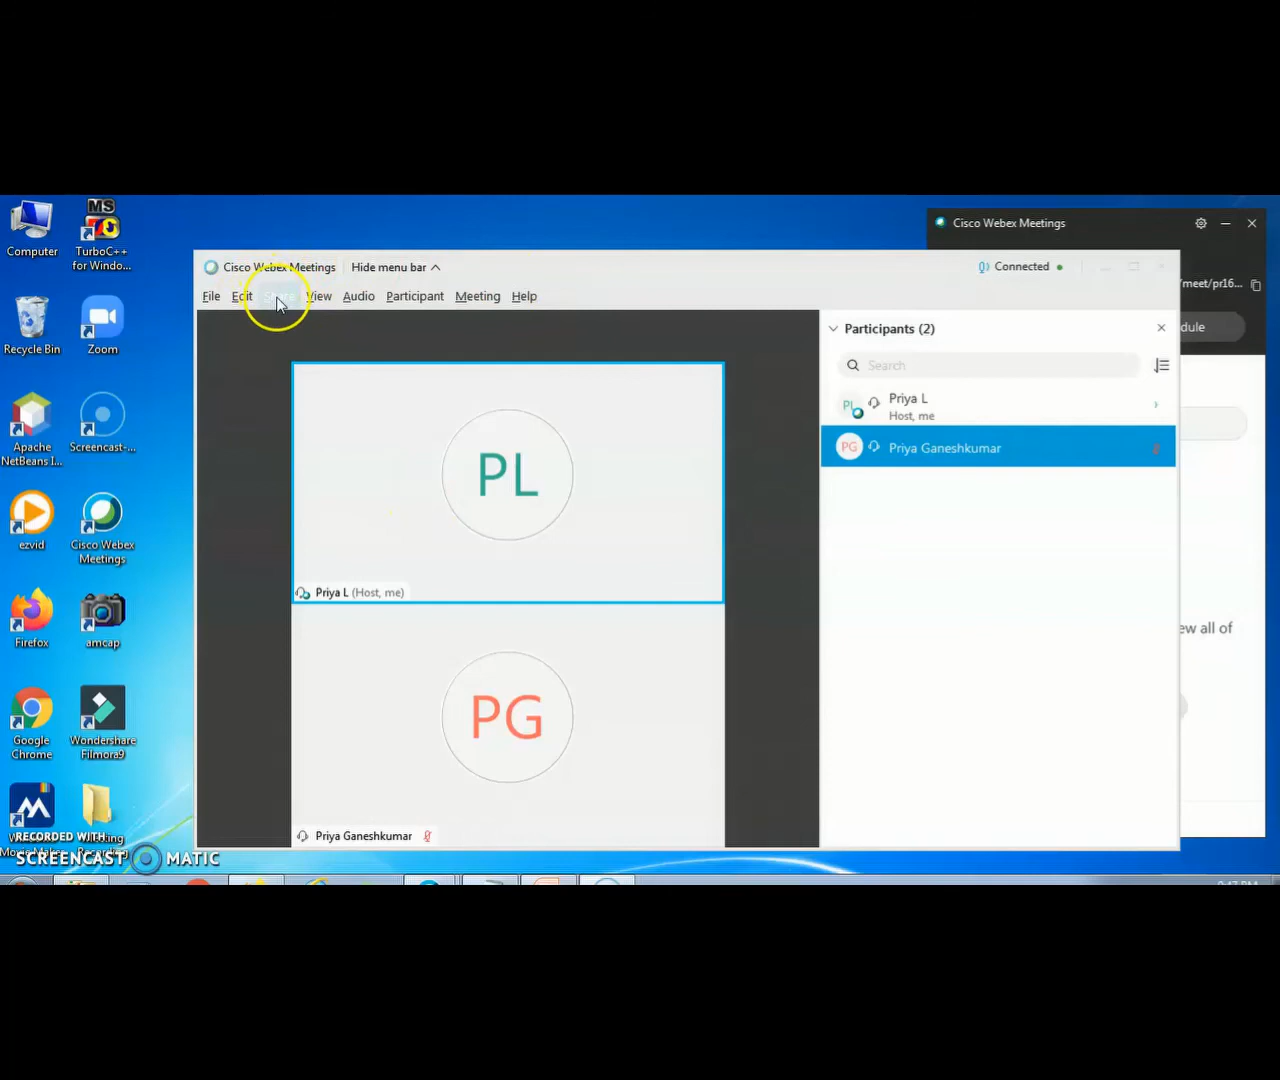 Computer
MS
TurboC++
for Windo...
Recycle Bin
Zoom
Apache
NetBeans I...
Screencast-...
ezvid
Cisco Webex
Meetings
Firefox
amcap
Google
Chrome
Wondershare
Filmora9
RECORDED WITH
SCREENCAST MATIC
Cisco Webex Meetings
/meet/pr16...
dule
ew all of
Cisco Webex Meetings Hide menu bar
Connected
File Edit Share View Audio Participant Meeting Help
PL
Priya L (Host, me)
PG
Priya Ganeshkumar
Participants (2)
Search
PL Priya L
Host, me
PG Priya Ganeshkumar